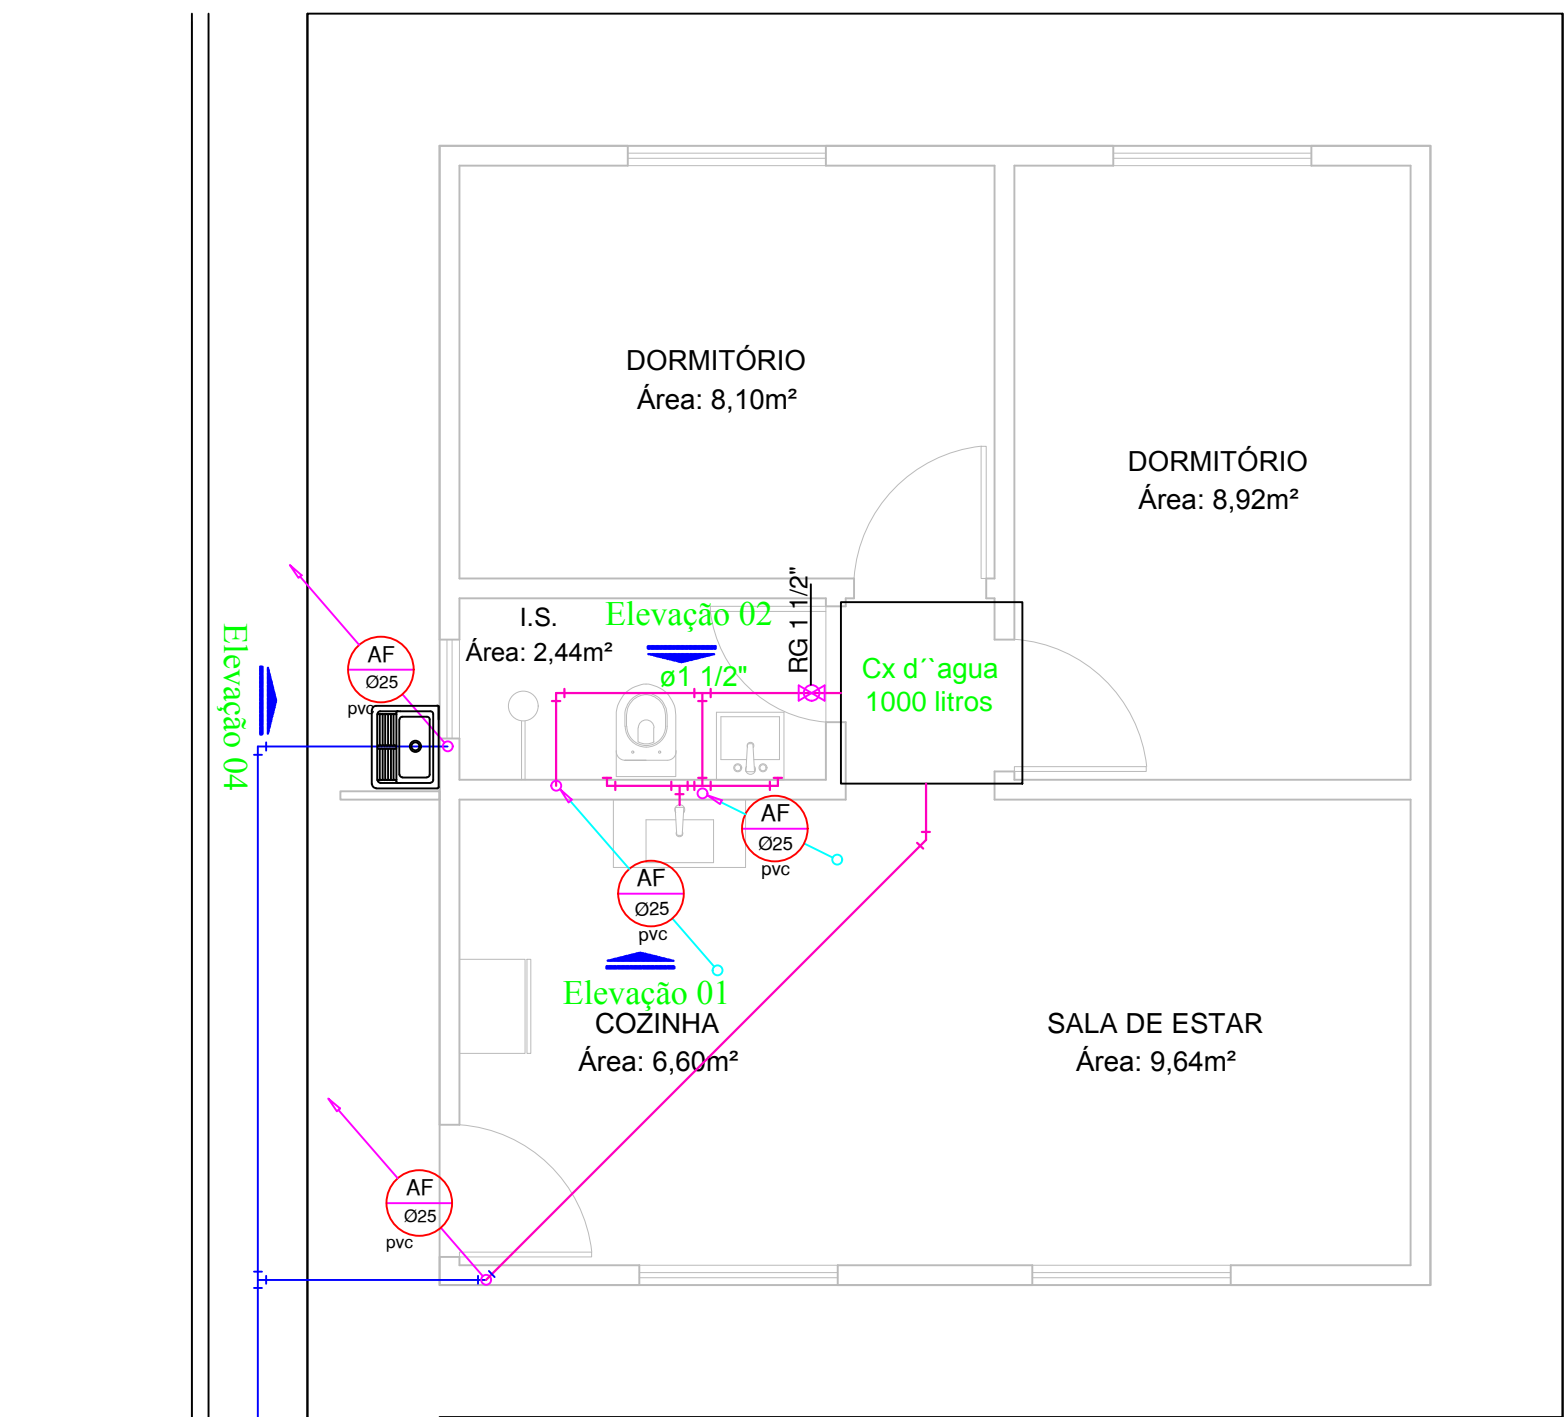 DORMITÓRIO
Área: 8,10m²
DORMITÓRIO
Área: 8,92m²
I.S.
Área: 2,44m²
Elevação 02
ø1 1/2"
RG 1 1/2"
Cx d´`agua
1000 litros
Elevação 04
AF
Ø25
pvc
AF
Ø25
pvc
AF
Ø25
pvc
Elevação 01
COZINHA
Área: 6,60m²
SALA DE ESTAR
Área: 9,64m²
AF
Ø25
pvc